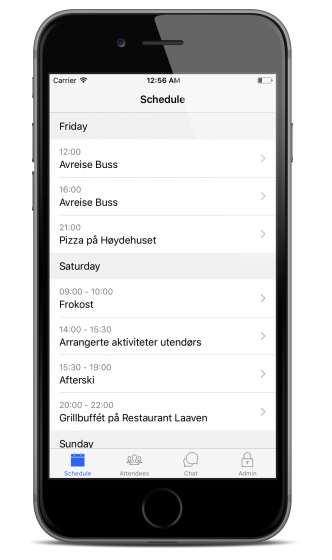 Carrier 12:56 AM
Schedule
Friday
12:00
Avreise Buss
16:00
Avreise Buss
21:00
Pizza på Høydehuset
Saturday
09:00 - 10:00
Frokost
14:00 - 15:30
Arrangerte aktiviteter utendørs
15:30 - 19:00
Afterski
20:00 - 22:00
Grillbuffét på Restaurant Laaven
Sunday
Schedule Attendees Chat Admin